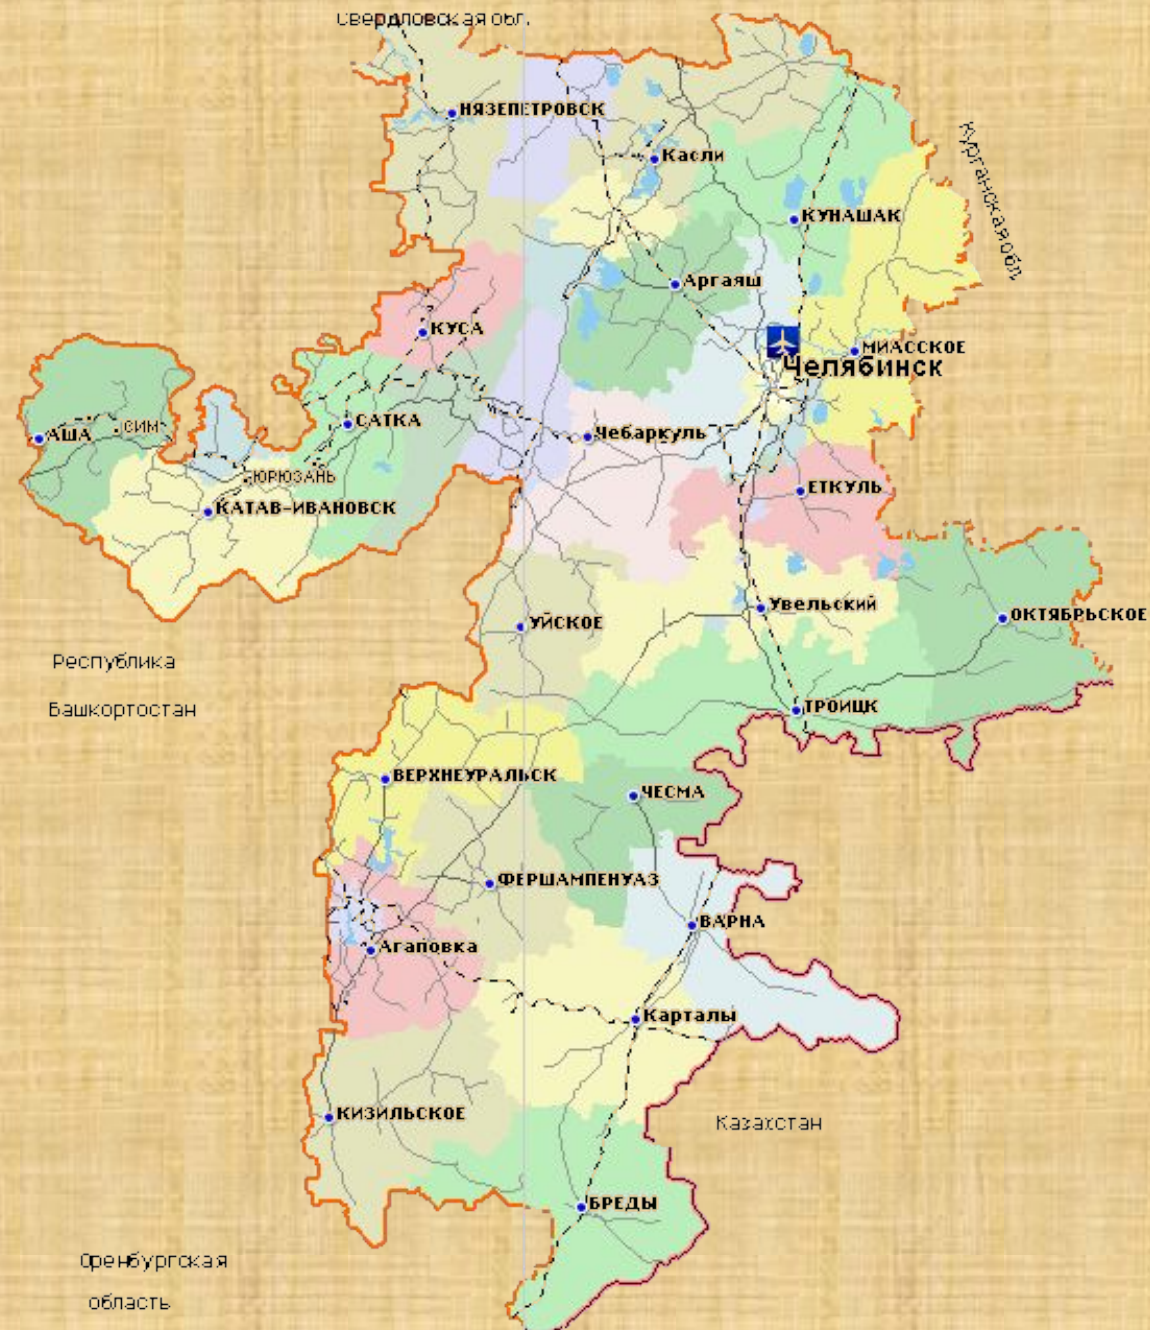 Свердловская обл.
НЯЗЕПЕТРОВСК
Касли
Курганская обл
КУНАШАК
Аргаяш
КУСА
МИАССКОЕ
Челябинск
САТКА
СИМ
АША
Чебаркуль
ЮРЮЗАНЬ
ЕТКУЛЬ
КАТАВ-ИВАНОВСК
Увельский
ОКТЯБРЬСКОЕ
УЙСКОЕ
Республика
Башкортостан
ТРОИЦК
ВЕРХНЕУРАЛЬСК
ЧЕСМА
ФЕРШАМПЕНУАЗ
ВАРНА
Агаповка
Карталы
КИЗИЛЬСКОЕ
Казахстан
БРЕДЫ
Оренбургская
область